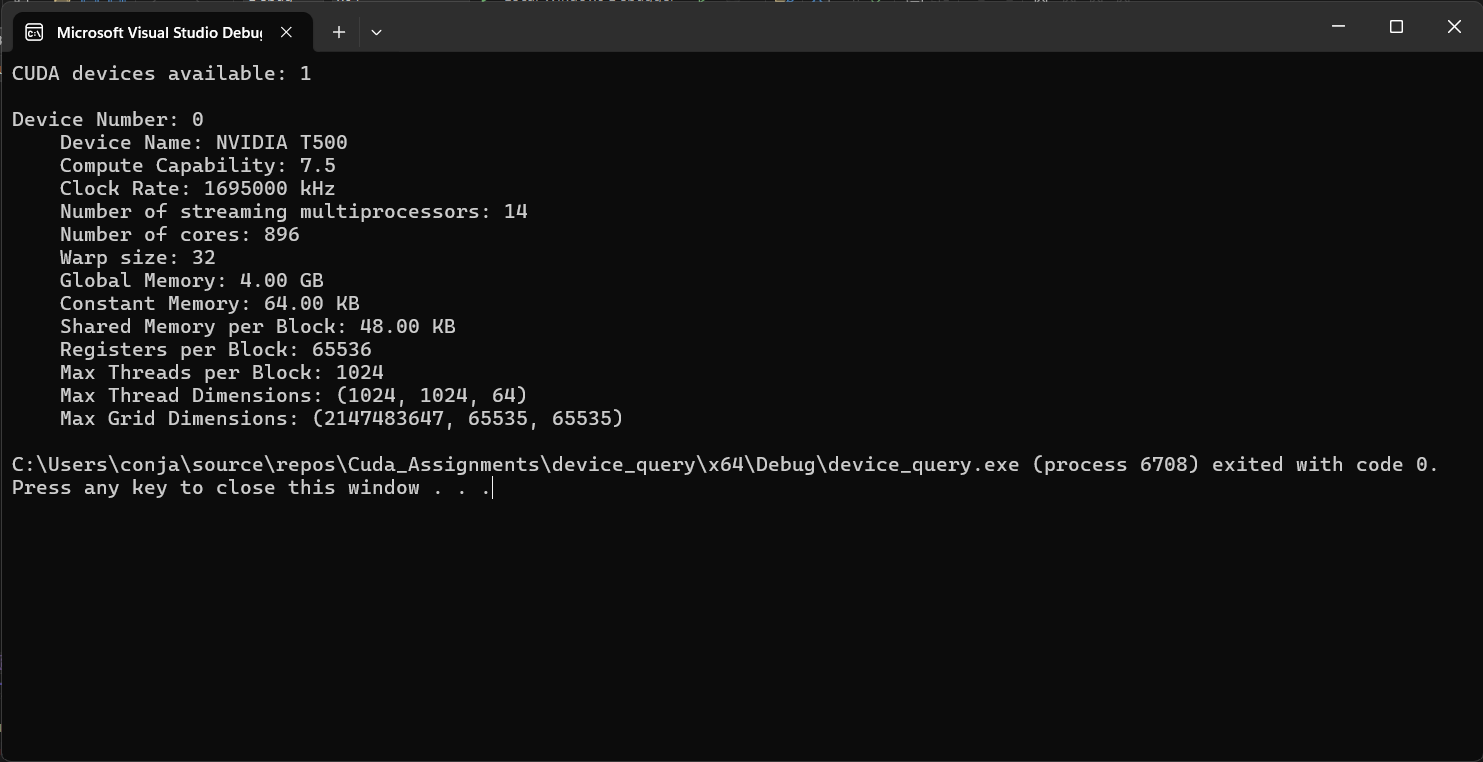 Microsoft Visual Studio Debug
CUDA devices available: 1
Device Number: 0
Device Name: NVIDIA T500
Compute Capability: 7.5
Clock Rate: 1695000 kHz
Number of streaming multiprocessors: 14
Number of cores: 896
Warp size: 32
Global Memory: 4.00 GB
Constant Memory: 64.00 KB
Shared Memory per Block: 48.00 KB
Registers per Block: 65536
Max Threads per Block: 1024
Max Thread Dimensions: (1024, 1024, 64)
Max Grid Dimensions: (2147483647, 65535, 65535)
C:\Users\conja\source\repos\Cuda_Assignments\device_query\x64\Debug\device_query.exe (process 6708) exited with code 0.
Press any key to close this window . . .